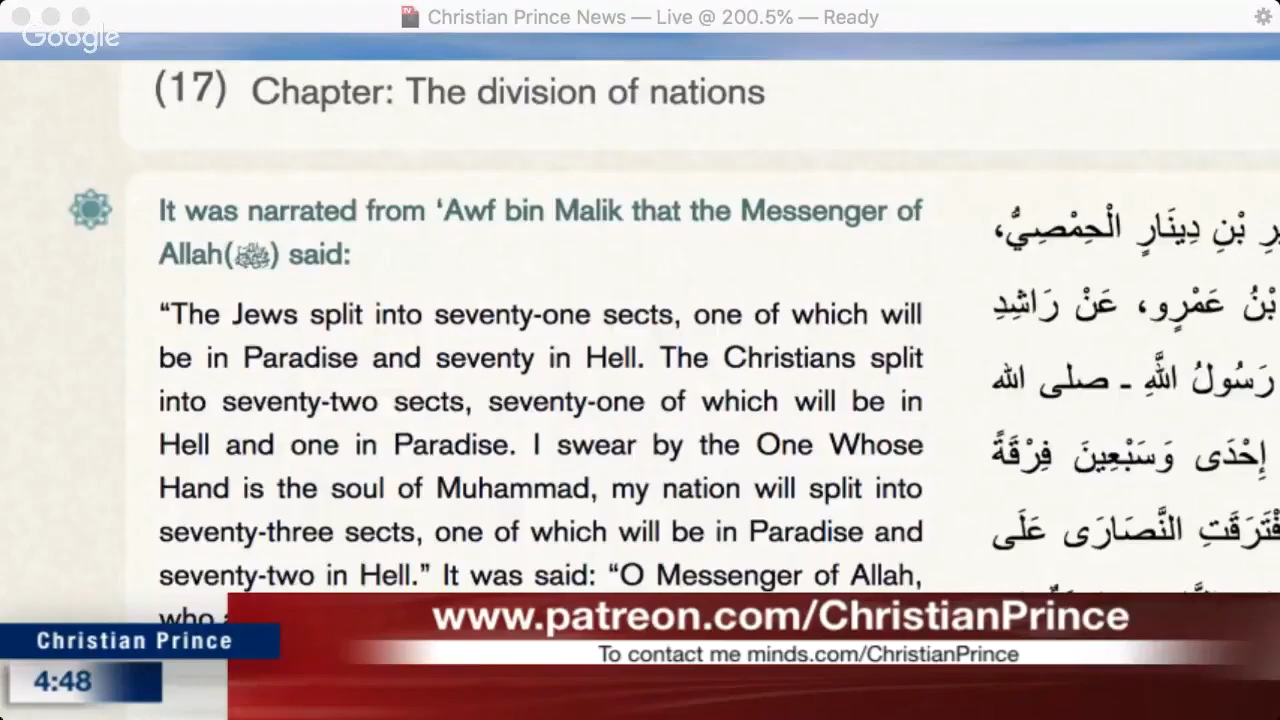 Christian Prince News — Live @ 200.5% — Ready
Google
(17) Chapter: The division of nations
It was narrated from ‘Awf bin Malik that the Messenger of
Allah(ﷺ) said:
“The Jews split into seventy-one sects, one of which will
be in Paradise and seventy in Hell. The Christians split
into seventy-two sects, seventy-one of which will be in
Hell and one in Paradise. I swear by the One Whose
Hand is the soul of Muhammad, my nation will split into
seventy-three sects, one of which will be in Paradise and
seventy-two in Hell.” It was said: “O Messenger of Allah,
who
بْنِ دِينَارٍ الْحِمْصِيُّ،
بْنُ عَمْرٍو، عَنْ رَاشِدِ
رَسُولُ اللَّهِ ـ صلى الله
إِحْدَى وَسَبْعِينَ فِرْقَةً
النَّصَارَى عَلَى
www.patreon.com/ChristianPrince
To contact me minds.com/ChristianPrince
Christian Prince
4:48